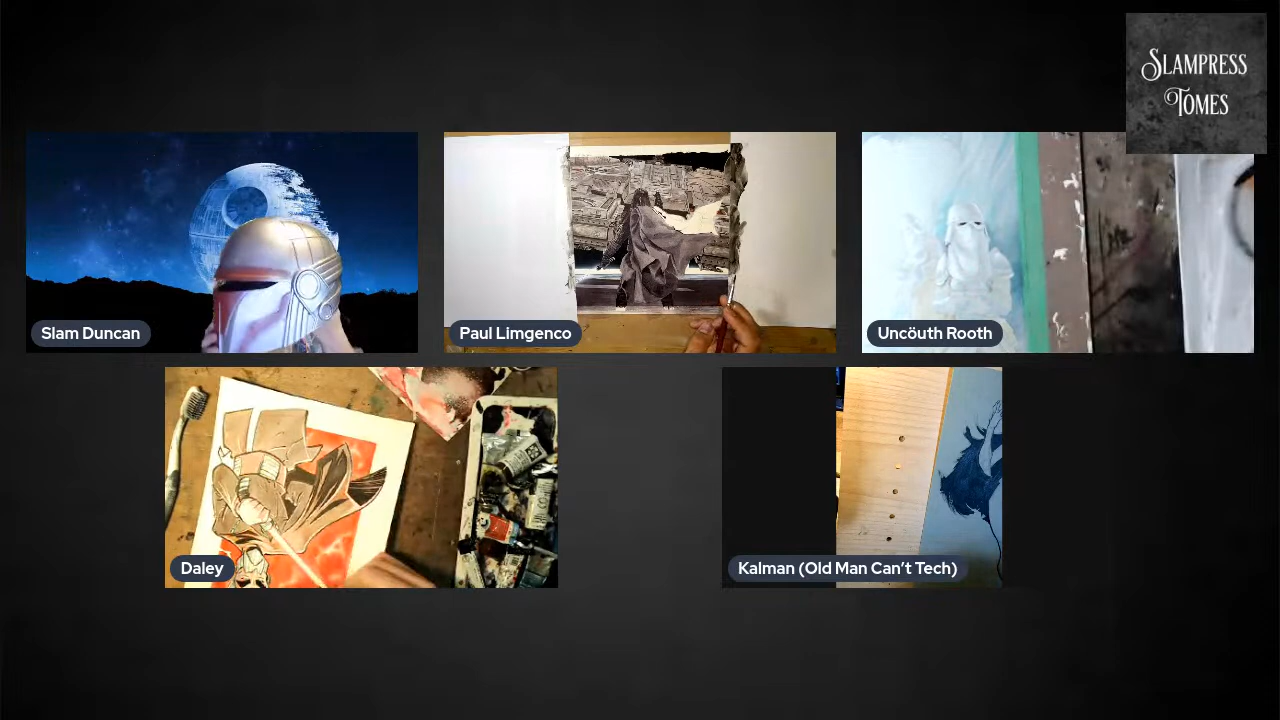 SLAMPRESS
TOMES
Slam Duncan
Paul Limgenco
Uncöuth Rooth
Daley
Kalman (Old Man Can't Tech)